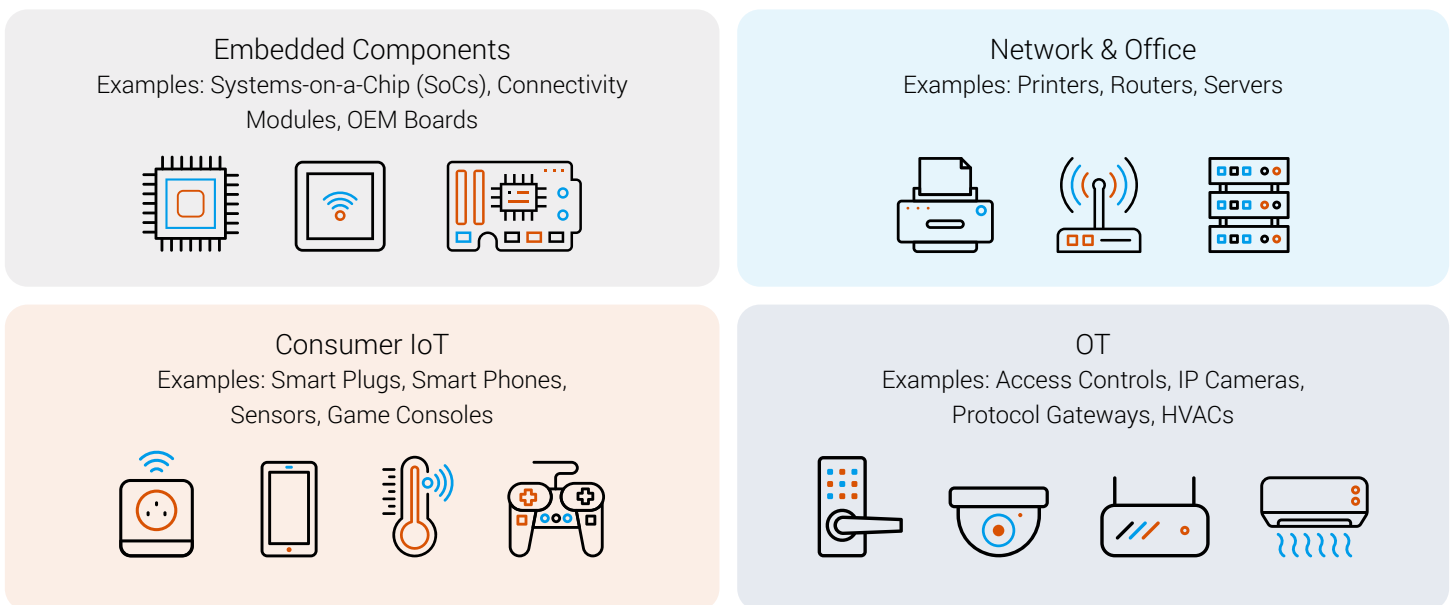 Embedded Components
Examples: Systems-on-a-Chip (SoCs), Connectivity
Modules, OEM Boards
Network & Office
Examples: Printers, Routers, Servers
Consumer IoT
Examples: Smart Plugs, Smart Phones,
Sensors, Game Consoles
OT
Examples: Access Controls, IP Cameras,
Protocol Gateways, HVACs